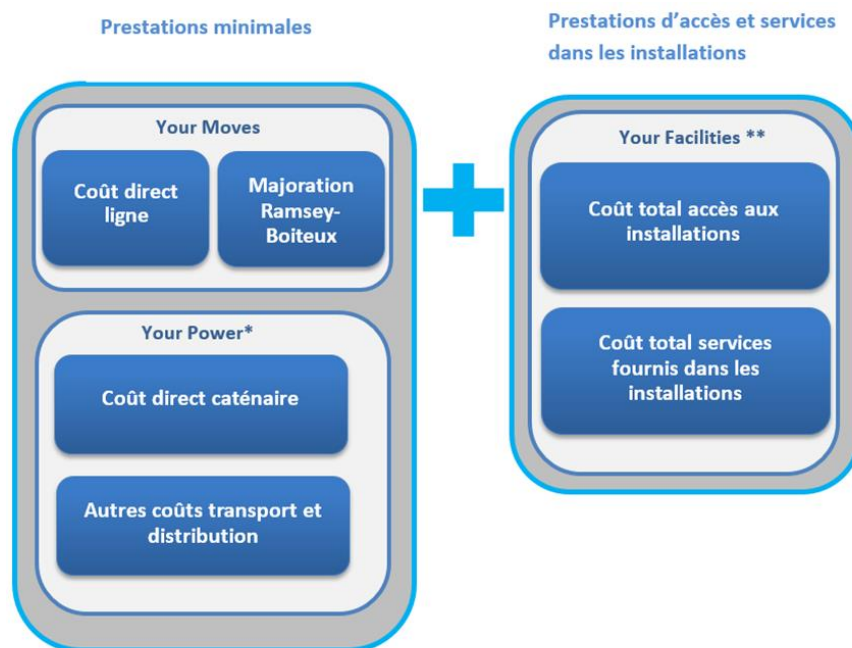 Prestations minimales
Your Moves
Coût direct
ligne
Majoration
Ramsey-
Boiteux
Your Power*
Coût direct caténaire
Autres coûts transport et
distribution
Prestations d’accès et services
dans les installations
Your Facilities **
Coût total accès aux
installations
Coût total services
fournis dans les
installations